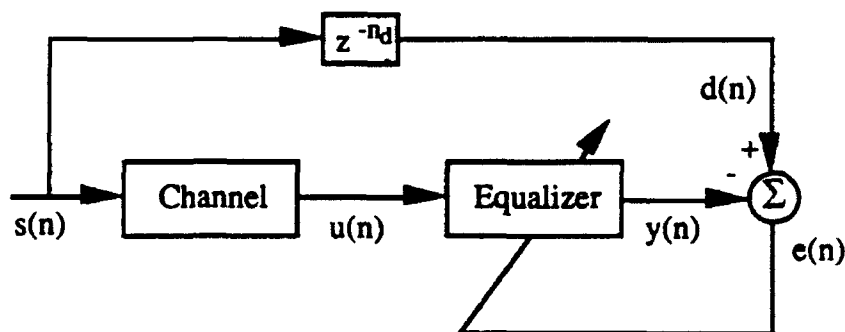 z^-nd
d(n)
+
-
Channel
Equalizer
Σ
s(n)
u(n)
y(n)
e(n)